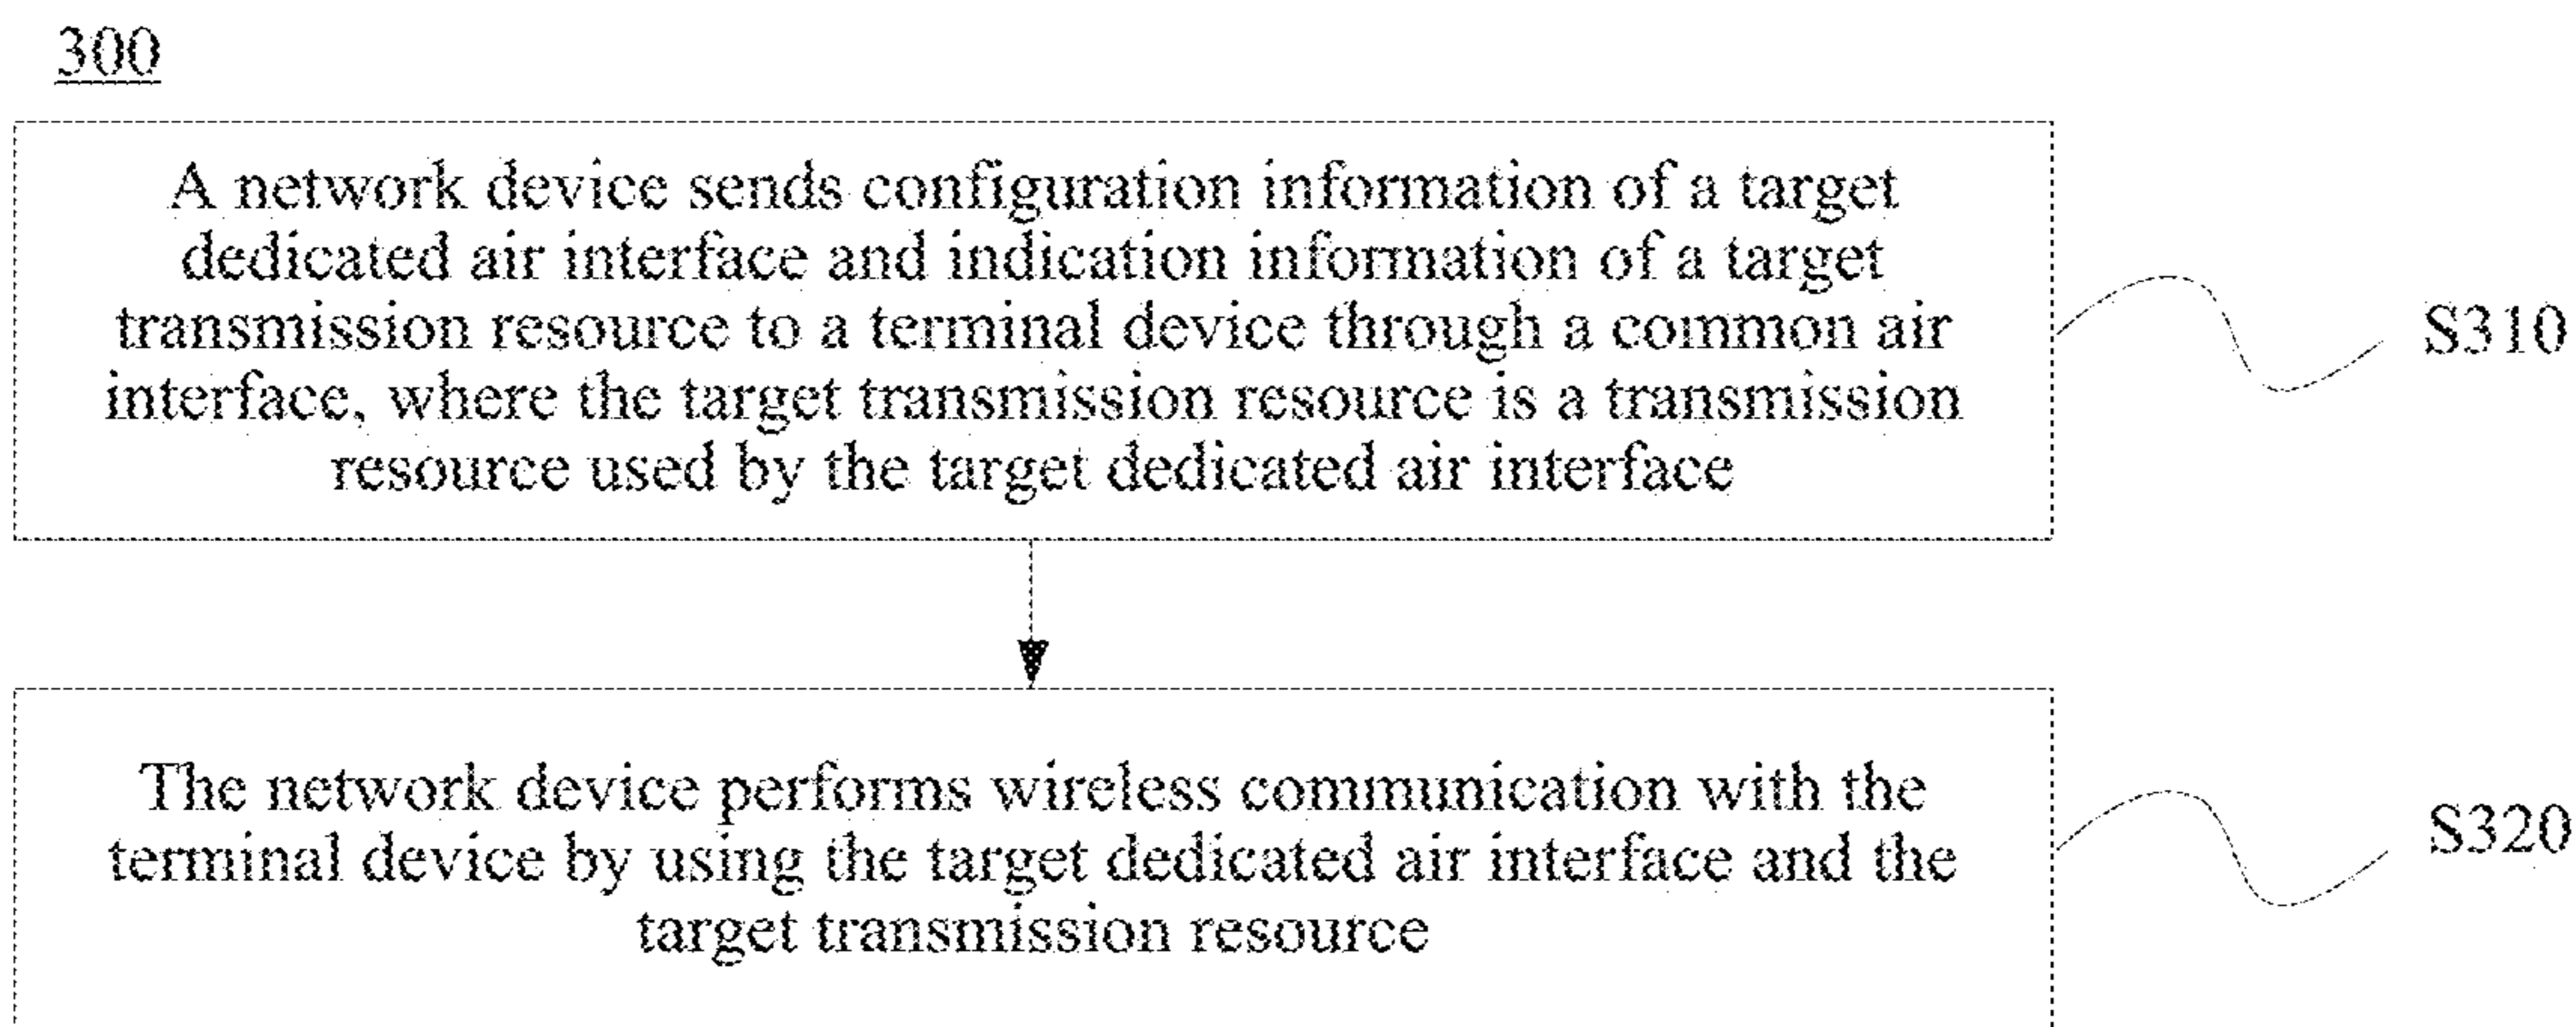 300
A network device sends configuration information of a target
dedicated air interface and indication information of a target
transmission resource to a terminal device through a common air
interface, where the target transmission resource is a transmission
resource used by the target dedicated air interface
S310
The network device performs wireless communication with the
terminal device by using the target dedicated air interface and the
target transmission resource
S320